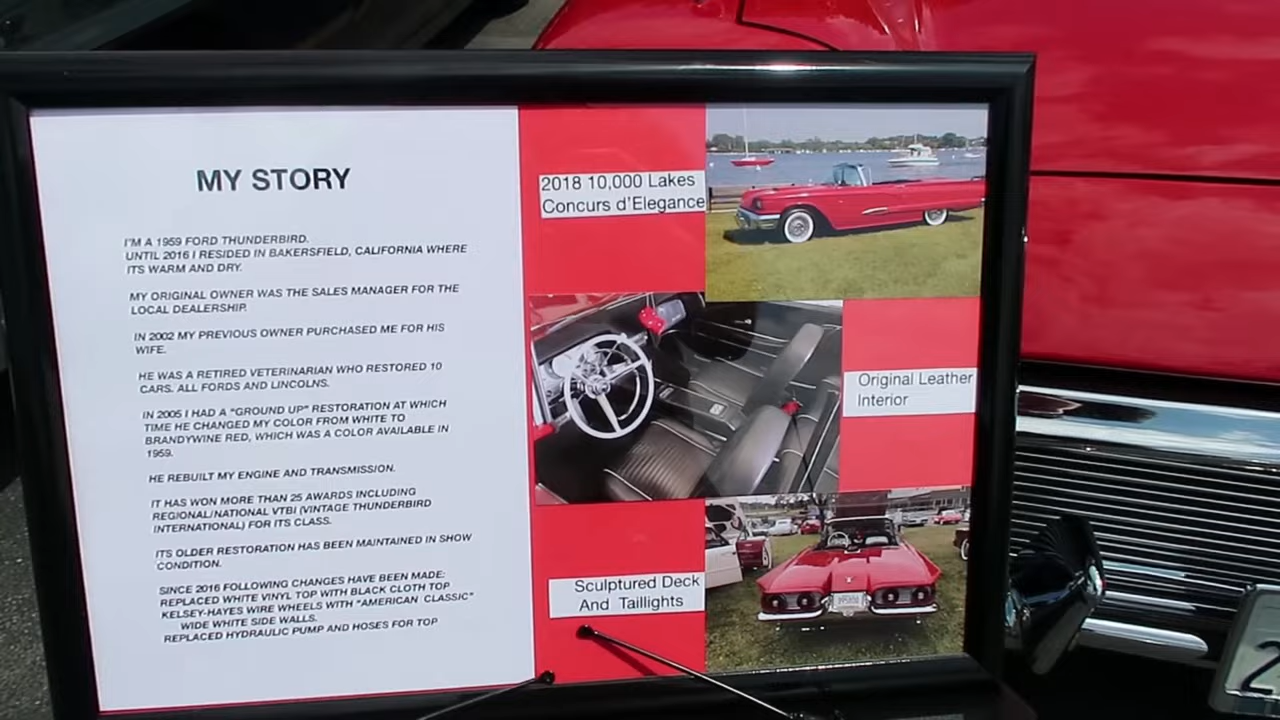 MY STORY
I'M A 1959 FORD THUNDERBIRD.
UNTIL 2016 I RESIDED IN BAKERSFIELD, CALIFORNIA WHERE
ITS WARM AND DRY.
MY ORIGINAL OWNER WAS THE SALES MANAGER FOR THE
LOCAL DEALERSHIP.
IN 2002 MY PREVIOUS OWNER PURCHASED ME FOR HIS
WIFE.
HE WAS A RETIRED VETERINARIAN WHO RESTORED 10
CARS. ALL FORDS AND LINCOLNS.
IN 2005 I HAD A "GROUND UP" RESTORATION AT WHICH
TIME HE CHANGED MY COLOR FROM WHITE TO
BRANDYWINE RED, WHICH WAS A COLOR AVAILABLE IN
1959.
HE REBUILT MY ENGINE AND TRANSMISSION.
IT HAS WON MORE THAN 25 AWARDS INCLUDING
REGIONAL/NATIONAL VTBI (VINTAGE THUNDERBIRD
INTERNATIONAL) FOR ITS CLASS.
ITS OLDER RESTORATION HAS BEEN MAINTAINED IN SHOW
CONDITION.
SINCE 2016 FOLLOWING CHANGES HAVE BEEN MADE:
REPLACED WHITE VINYL TOP WITH BLACK CLOTH TOP
KELSEY-HAYES WIRE WHEELS WITH "AMERICAN CLASSIC"
WIDE WHITE SIDE WALLS.
REPLACED HYDRAULIC PUMP AND HOSES FOR TOP
2018 10,000 Lakes
Concurs d'Elegance
Original Leather
Interior
Sculptured Deck
And Taillights
2